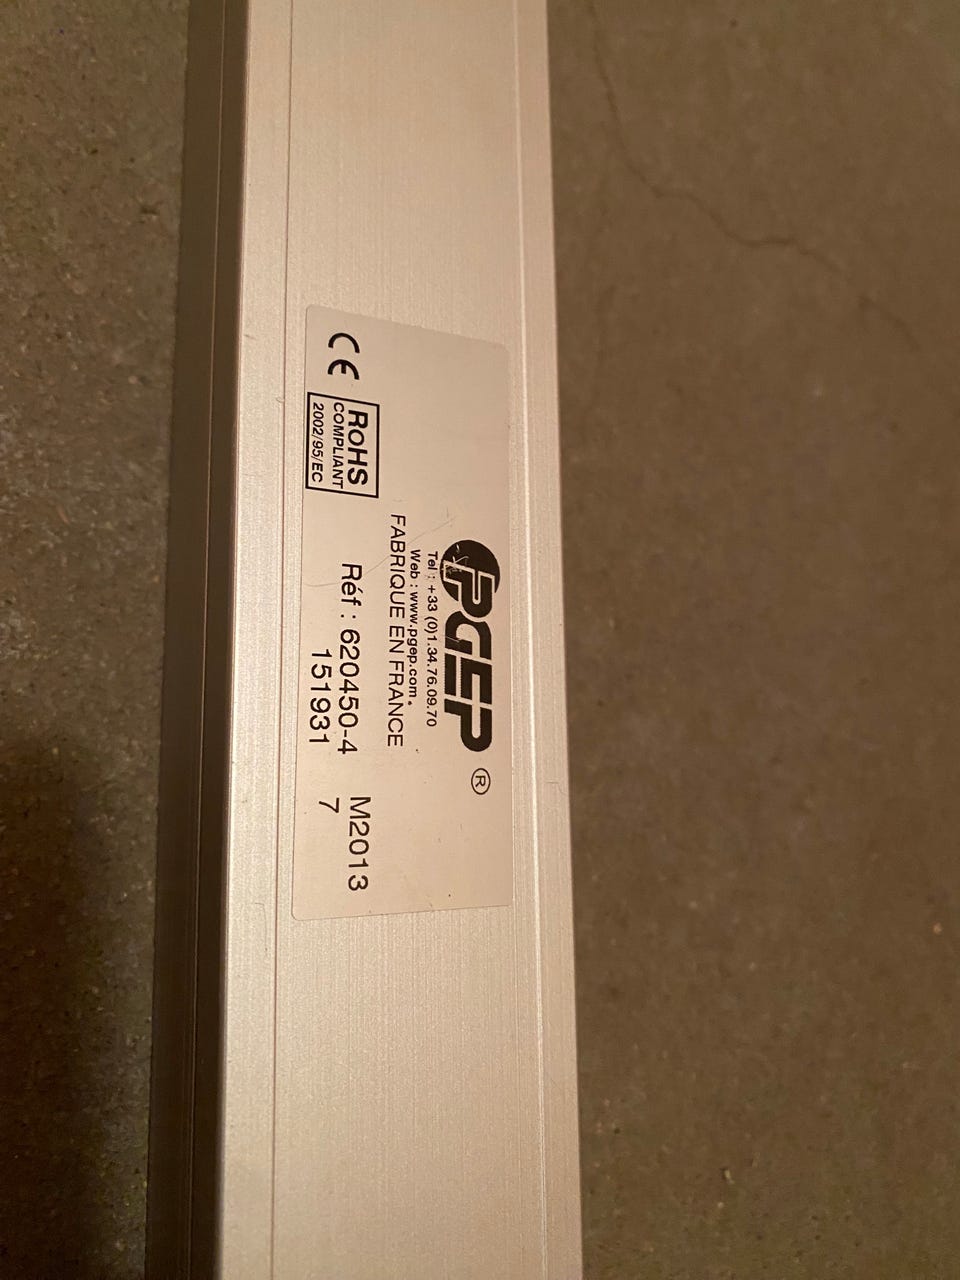 PGEP ®
Tel : +33 (0)1.34.76.09.70
Web : www.pgep.com.
FABRIQUE EN FRANCE
CE
RoHS
COMPLIANT
2002/95/EC
Réf : 620450-4 M2013
151931 7